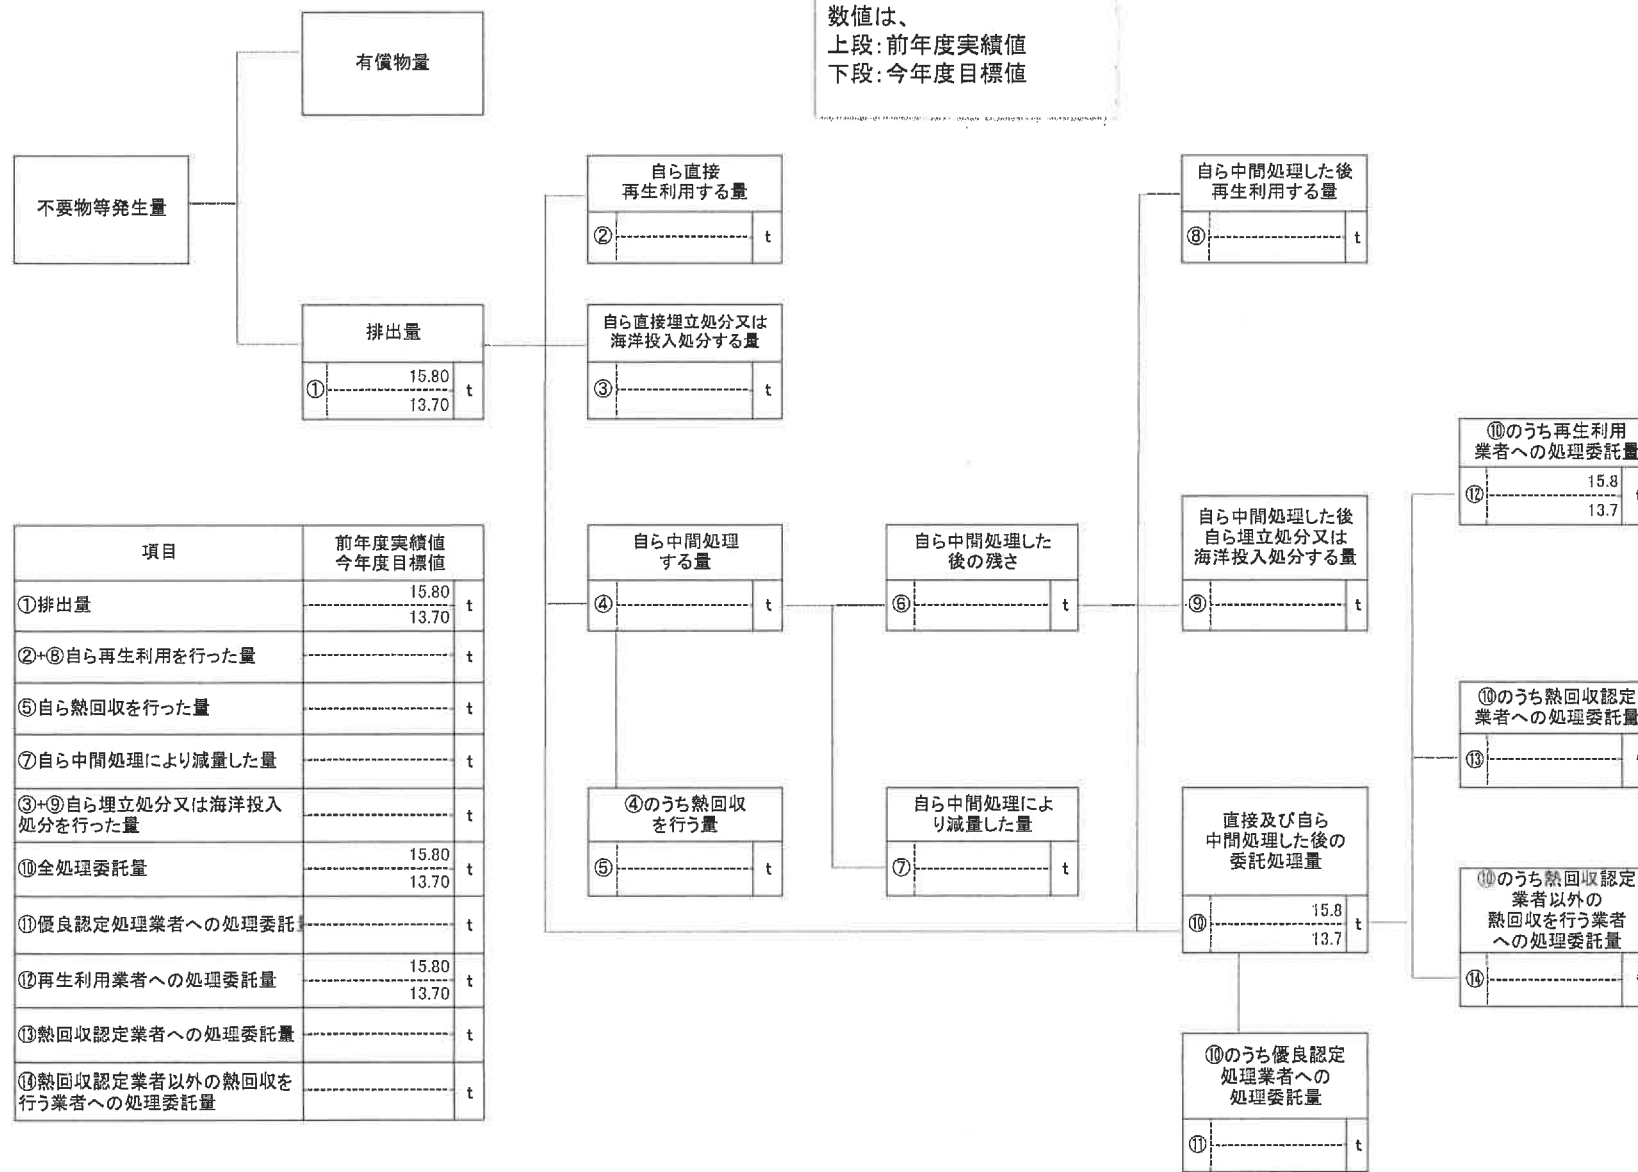 数値は、
上段:前年度実績値
下段:今年度目標値
有償物量
不要物等発生量
排出量
① 15.80 t
13.70
自ら直接
再生利用する量
② t
自ら直接埋立処分又は
海洋投入処分する量
③ t
自ら中間処理
する量
④ t
④のうち熱回収
を行う量
⑤ t
自ら中間処理した
後の残さ
⑥ t
自ら中間処理によ
り減量した量
⑦ t
自ら中間処理した後
再生利用する量
⑧ t
自ら中間処理した後
自ら埋立処分又は
海洋投入処分する量
⑨ t
直接及び自ら
中間処理した後の
委託処理量
⑩ 15.8 t
13.7
⑩のうち優良認定
処理業者への
処理委託量
⑪ t
⑩のうち再生利用
業者への処理委託量
⑫ 15.8
13.7
⑩のうち熱回収認定
業者への処理委託量
⑬
⑩のうち熱回収認定
業者以外の
熱回収を行う業者
への処理委託量
⑭
項目 前年度実績値
今年度目標値
①排出量 15.80 t
13.70
②+⑧自ら再生利用を行った量 t
⑤自ら熱回収を行った量 t
⑦自ら中間処理により減量した量 t
③+⑨自ら埋立処分又は海洋投入
処分を行った量 t
⑩全処理委託量 15.80 t
13.70
⑪優良認定処理業者への処理委託 t
⑫再生利用業者への処理委託量 15.80 t
13.70
⑬熱回収認定業者への処理委託量 t
⑭熱回収認定業者以外の熱回収を
行う業者への処理委託量 t